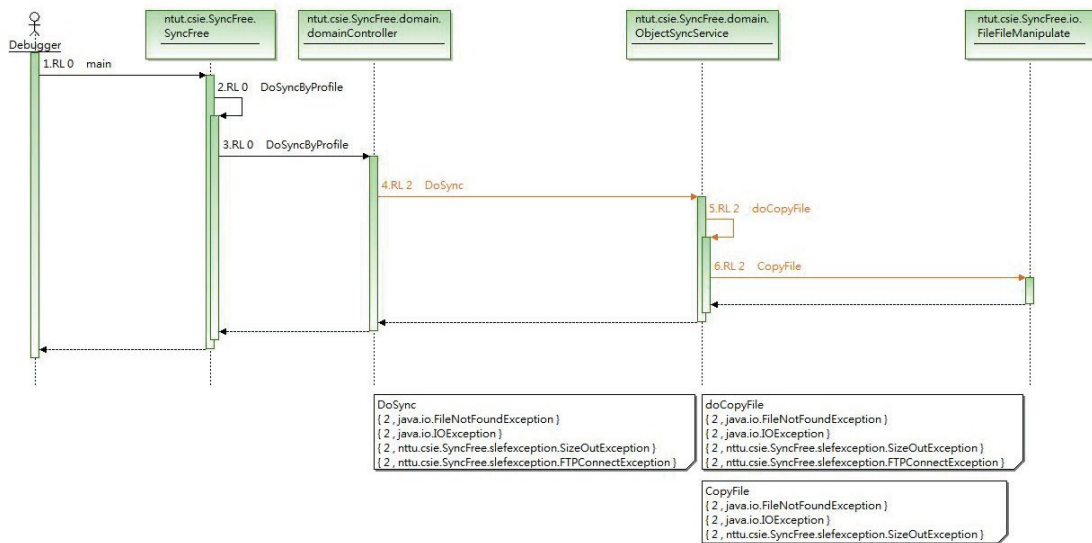 ntut.csie.SyncFree.
SyncFree
ntut.csie.SyncFree.domain.
domainController
ntut.csie.SyncFree.domain.
ObjectSyncService
ntut.csie.SyncFree.io.
FileFileManipulate
Debugger
1.RL 0 main
2.RL 0 DoSyncByProfile
3.RL 0 DoSyncByProfile
4.RL 2 DoSync
5.RL 2 doCopyFile
6.RL 2 CopyFile
DoSync
{ 2 , java.io.FileNotFoundException }
{ 2 , java.io.IOException }
{ 2 , nttu.csie.SyncFree.slefexception.SizeOutException }
{ 2 , nttu.csie.SyncFree.slefexception.FTPConnectException }
doCopyFile
{ 2 , java.io.FileNotFoundException }
{ 2 , java.io.IOException }
{ 2 , nttu.csie.SyncFree.slefexception.SizeOutException }
{ 2 , nttu.csie.SyncFree.slefexception.FTPConnectException }
CopyFile
{ 2 , java.io.FileNotFoundException }
{ 2 , java.io.IOException }
{ 2 , nttu.csie.SyncFree.slefexception.SizeOutException }